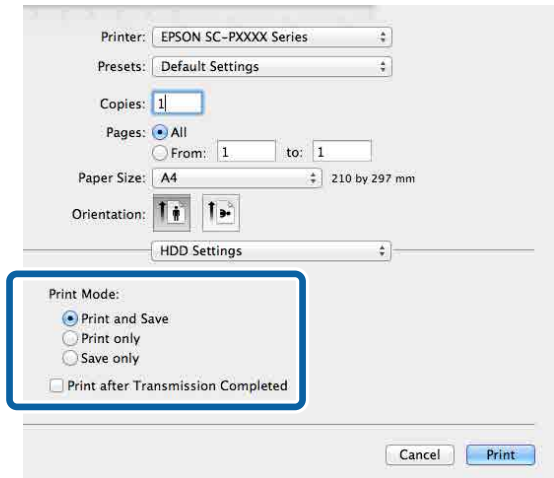 Printer: EPSON SC-PXXXX Series
Presets: Default Settings
Copies: 1
Pages: All
From: 1 to: 1
Paper Size: A4 210 by 297 mm
Orientation:
HDD Settings
Print Mode:
Print and Save
Print only
Save only
Print after Transmission Completed
Cancel Print